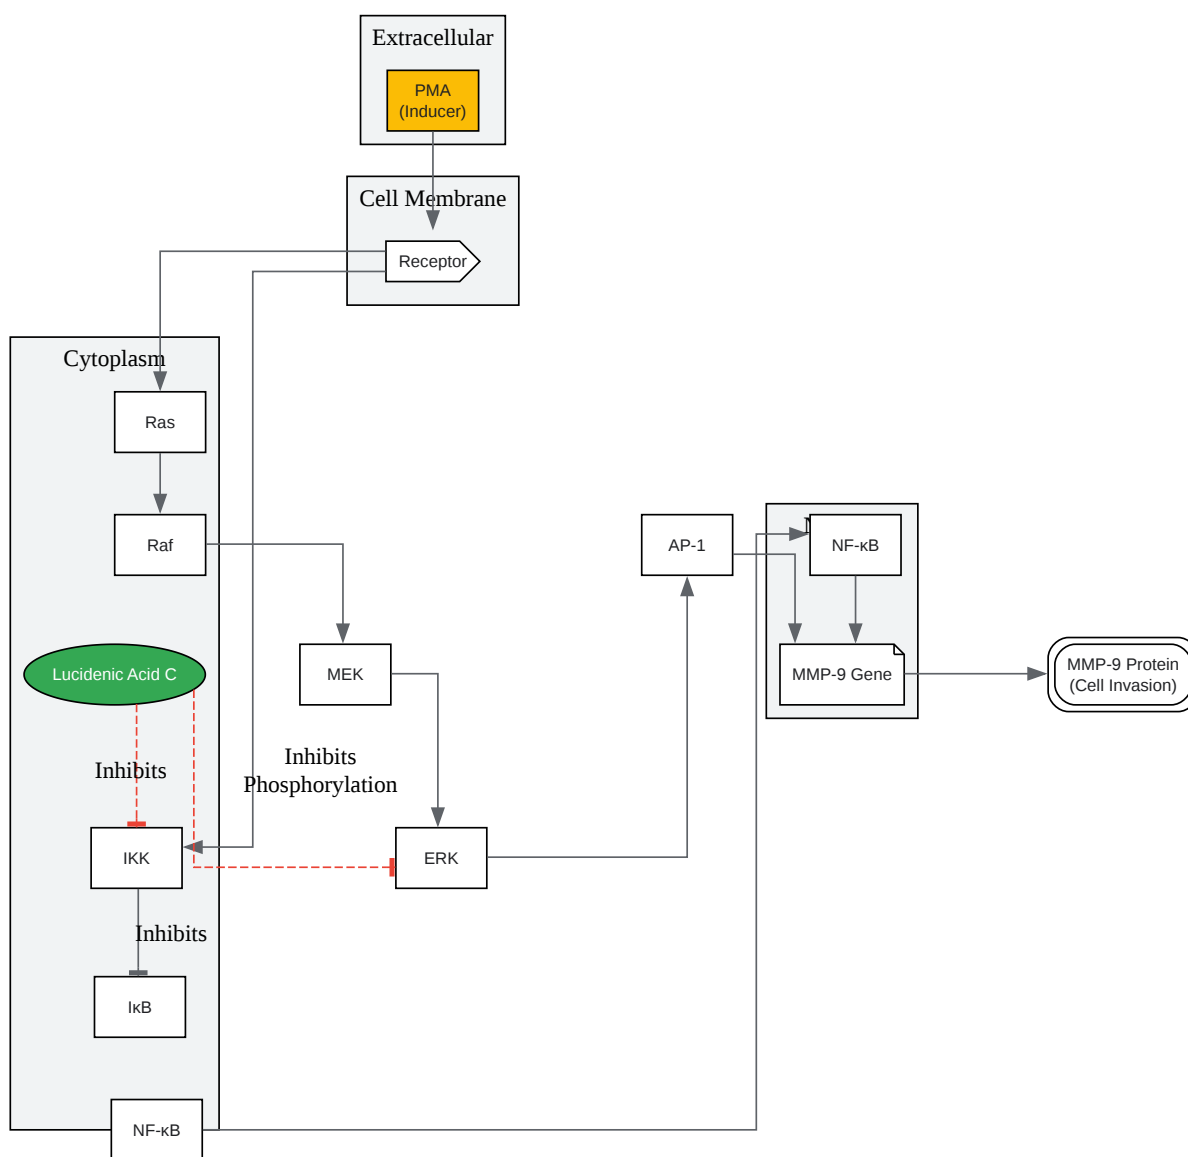 Extracellular
PMA
(Inducer)
Cell Membrane
Receptor
Cytoplasm
Ras
Raf
AP-1
NF-κB
Lucidenic Acid C
MEK
MMP-9 Gene
MMP-9 Protein
(Cell Invasion)
Inhibits
Inhibits
Phosphorylation
IKK
ERK
Inhibits
IκB
NF-κB